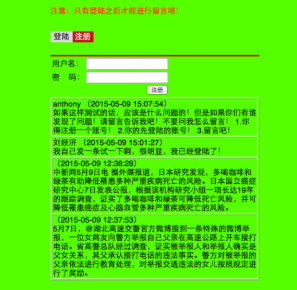 注意：只有登陆之后才能进行留言哦！
登陆 注册
用户名：
密　码：
注册
anthony （2015-05-09 15:07:54）
如果这样测试的话，应该是什么问题的！但是如果你们有谁
发现了问题！请留言告诉我吧！不要问我怎么留言！ 1.你
得注册一个账号！ 2.你的先登陆的账号！ 3.留言吧！
刘经济 （2015-05-09 15:01:27）
我自己发一条试一下啊，很明显，我已经登陆了！
（2015-05-09 12:38:28）
中新网5月9日电 据外媒报道，日本研究发现，多喝咖啡和
绿茶有助降低罹患多种严重疾病死亡的风险。日本国立癌症
研究中心7日发表公报，根据该机构研究小组一项长达19年
的跟踪调查，证实了多喝咖啡和绿茶可降低死亡风险，并可
降低罹患癌症及心脑血管多种严重疾病死亡的风险。
（2015-05-09 12:37:53）
5月7日，@湖北高速交警官方微博接到一条特殊的微博举
报，一位女网友向警方举报自己父亲在高速公路上开车接打
电话。省高警总队经过调查，证实被举报人和举报人确实是
父女关系，其父承认接打电话的违法事实。警方对被举报的
父亲依法进行教育处理，对举报交通违法的女儿按照规定进
行了奖励。